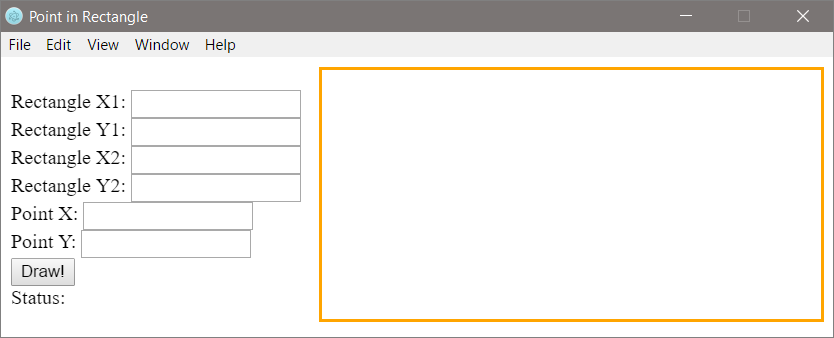 Point in Rectangle
File Edit View Window Help
Rectangle X1:
Rectangle Y1:
Rectangle X2:
Rectangle Y2:
Point X:
Point Y:
Draw!
Status: